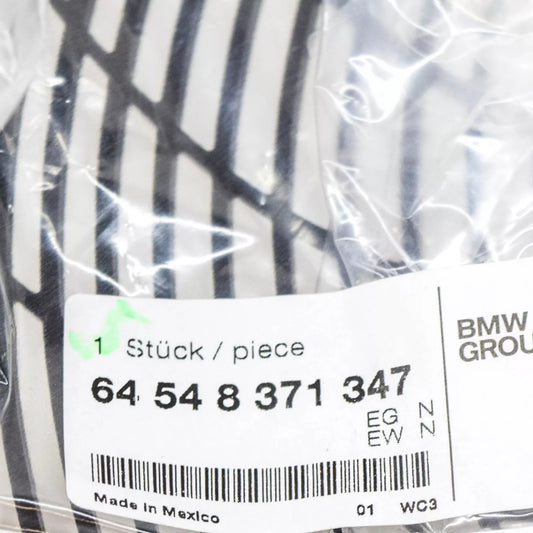 1 Stück / piece
64 54 8 371 347
EG N
EW N
Made in Mexico
01 WC3
BMW
GROU